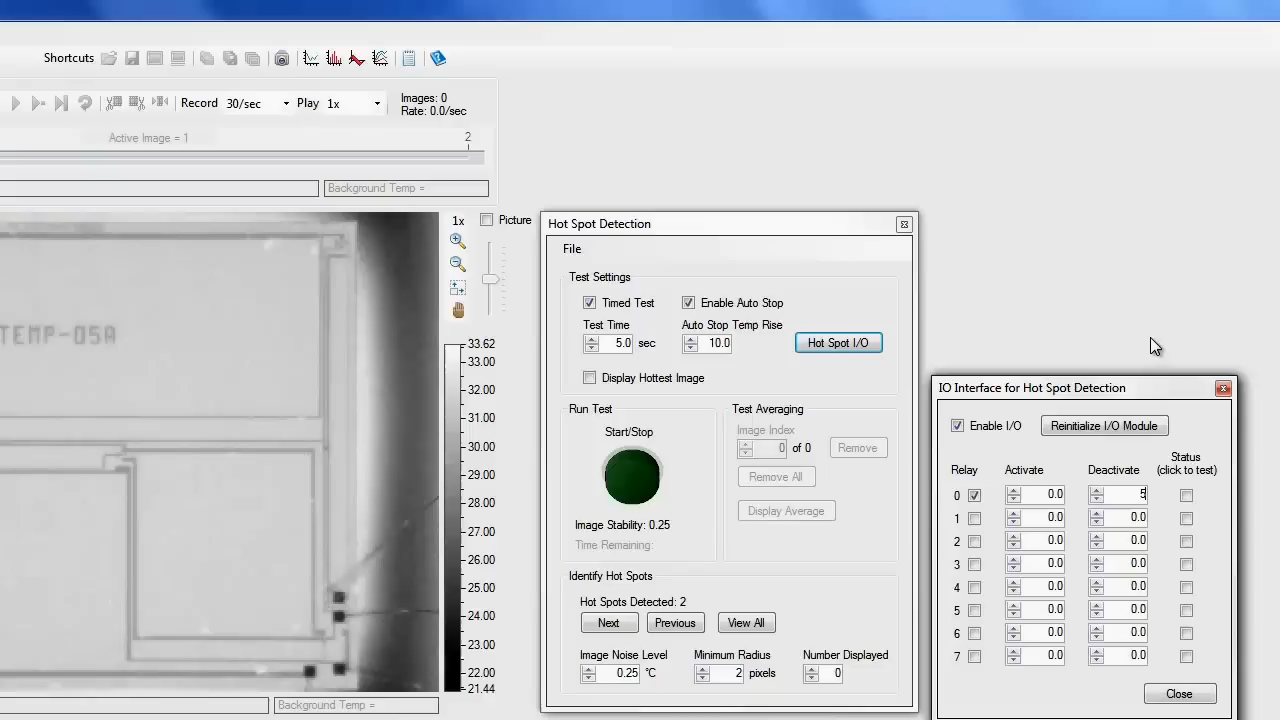 Shortcuts
Record 30/sec Play 1x Images: 0
Rate: 0.0/sec
Active Image = 1
2
Background Temp =
1x Picture
TEMP-05A
33.62
33.00
32.00
31.00
30.00
29.00
28.00
27.00
26.00
25.00
24.00
23.00
22.00
21.44
Background Temp =
Hot Spot Detection
File
Test Settings
Timed Test Enable Auto Stop
Test Time Auto Stop Temp Rise
5.0 sec 10.0 Hot Spot I/O
Display Hottest Image
Run Test
Start/Stop
Image Stability: 0.25
Time Remaining:
Test Averaging
Image Index
0 of 0 Remove
Remove All
Display Average
Identify Hot Spots
Hot Spots Detected: 2
Next Previous View All
Image Noise Level Minimum Radius Number Displayed
0.25 °C 2 pixels 0
IO Interface for Hot Spot Detection
Enable I/O Reinitialize I/O Module
Relay Activate Deactivate Status
(click to test)
0 0.0 5
1 0.0 0.0
2 0.0 0.0
3 0.0 0.0
4 0.0 0.0
5 0.0 0.0
6 0.0 0.0
7 0.0 0.0
Close